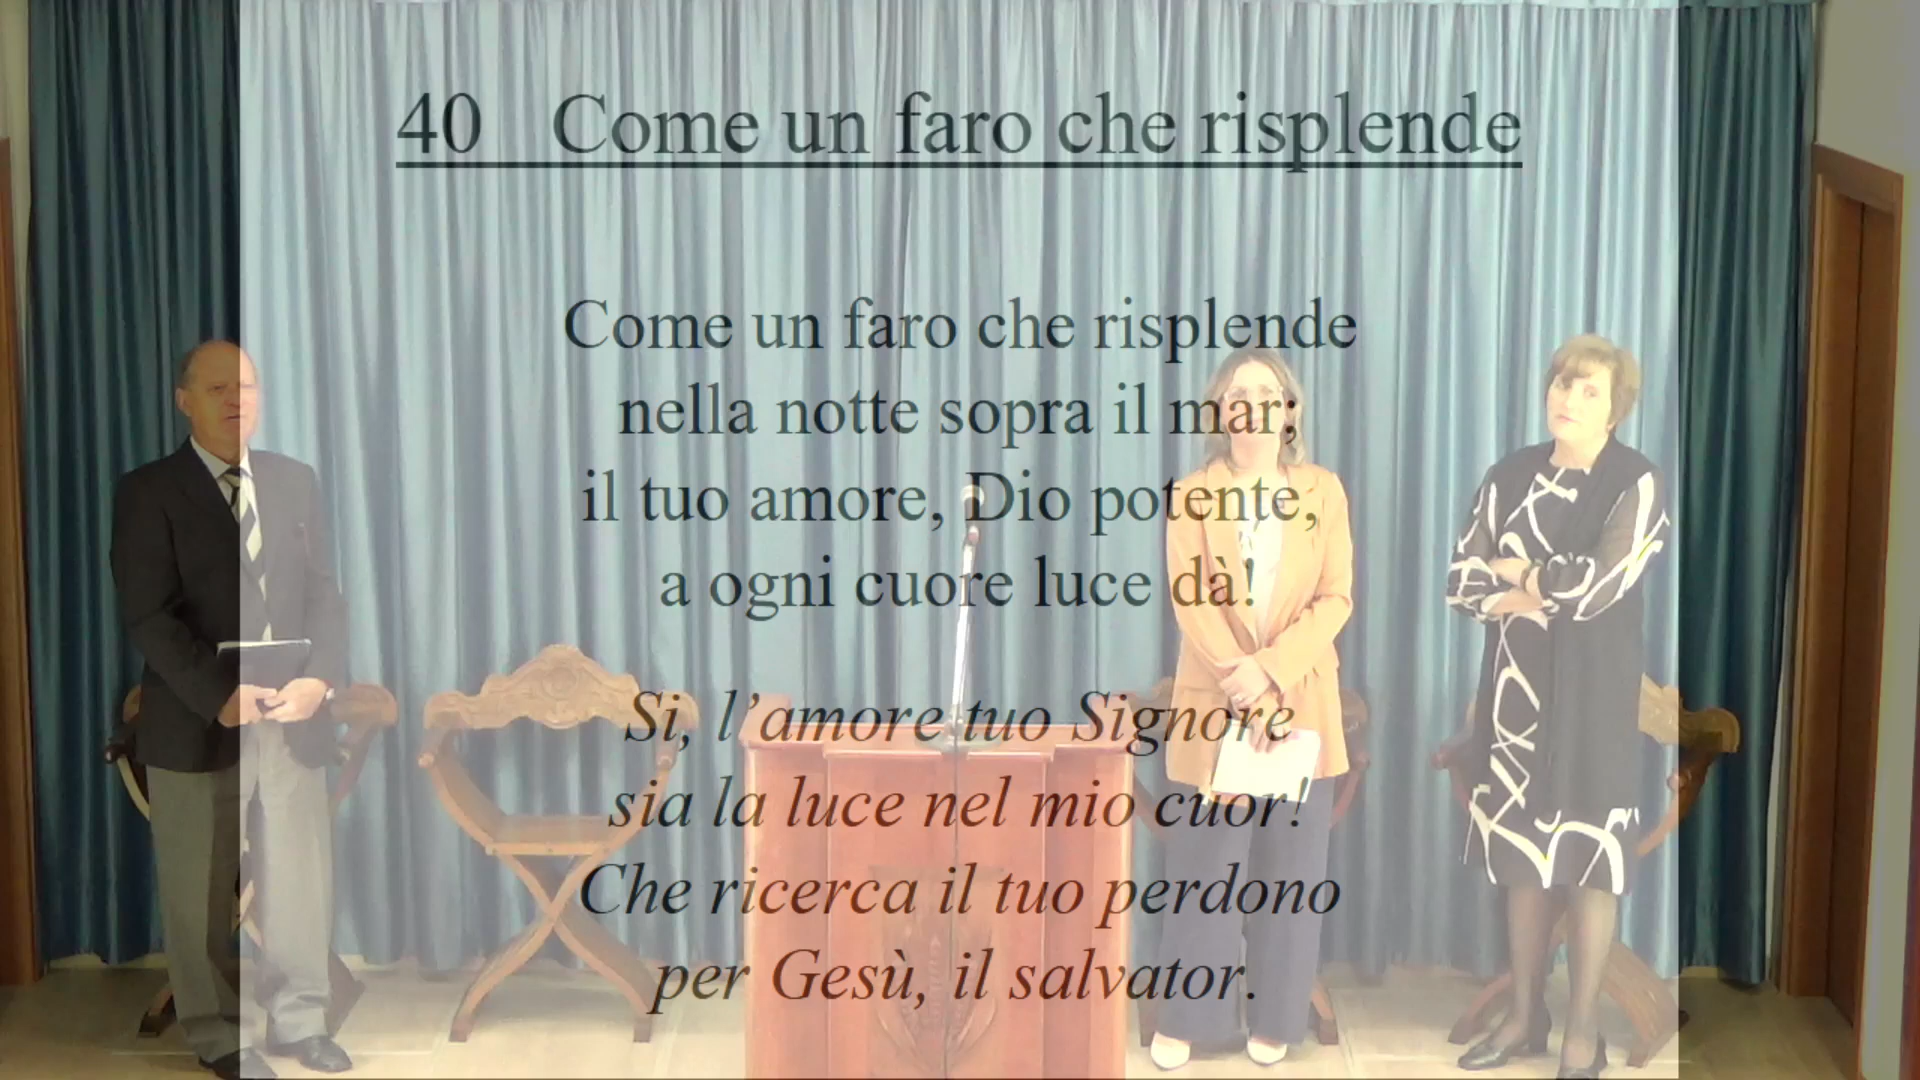 40 Come un faro che risplende
Come un faro che risplende
nella notte sopra il mar;
il tuo amore, Dio potente,
a ogni cuore luce dà!
Si, l’amore tuo Signore
sia la luce nel mio cuor!
Che ricerca il tuo perdono
per Gesù, il salvator.